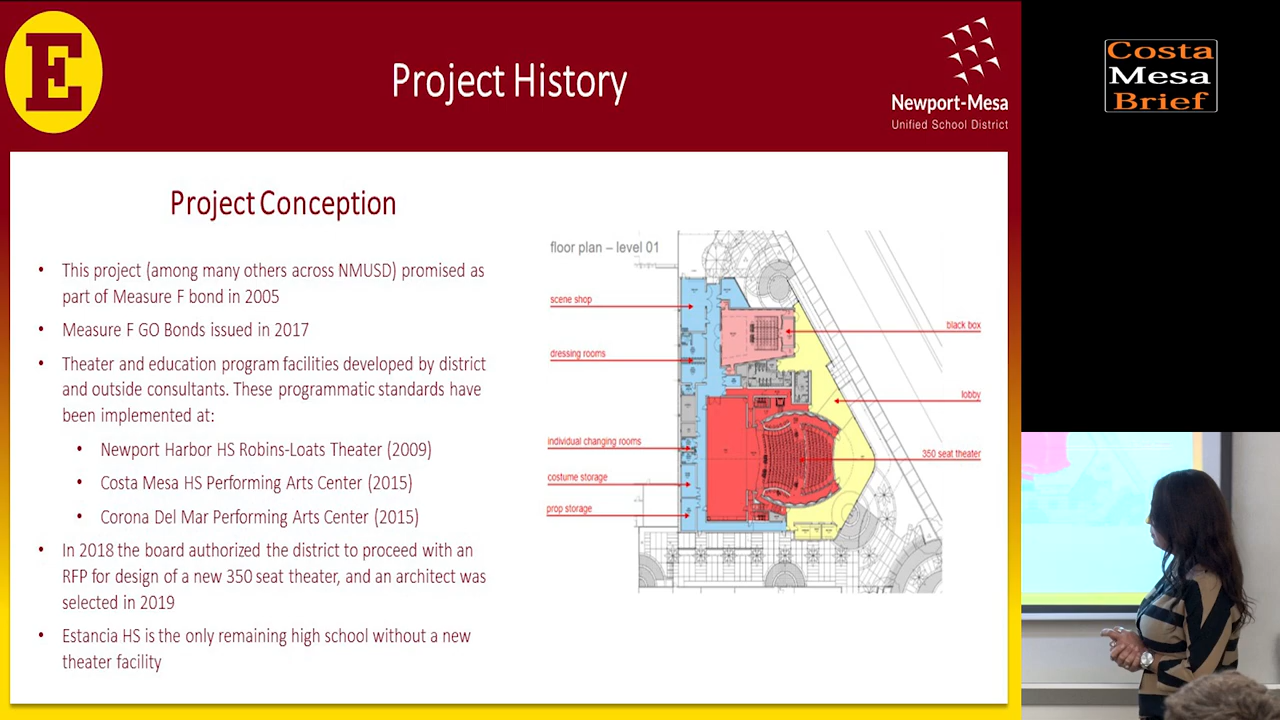 E
Project History
Newport-Mesa
Unified School District
Costa
Mesa
Brief
Project Conception
• This project (among many others across NMUSD) promised as
part of Measure F bond in 2005
• Measure F GO Bonds issued in 2017
• Theater and education program facilities developed by district
and outside consultants. These programmatic standards have
been implemented at:
• Newport Harbor HS Robins-Loats Theater (2009)
• Costa Mesa HS Performing Arts Center (2015)
• Corona Del Mar Performing Arts Center (2015)
• In 2018 the board authorized the district to proceed with an
RFP for design of a new 350 seat theater, and an architect was
selected in 2019
• Estancia HS is the only remaining high school without a new
theater facility
floor plan – level 01
scene shop
dressing rooms
individual changing rooms
costume storage
prop storage
black box
lobby
350 seat theater